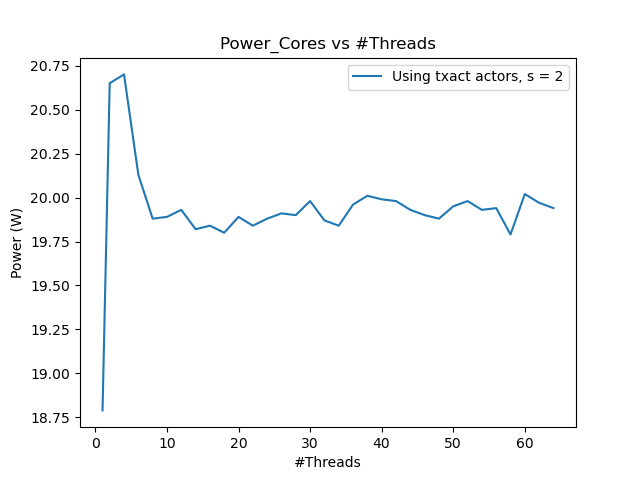 Power_Cores vs #Threads
Using txact actors, s = 2
Power (W)
20.75
20.50
20.25
20.00
19.75
19.50
19.25
19.00
18.75
0 10 20 30 40 50 60
#Threads